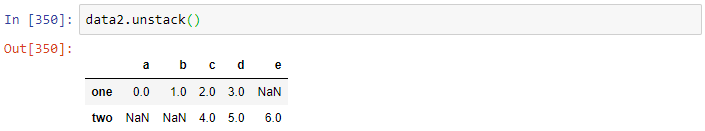 In [350]: data2.unstack()
Out[350]:
a b c d e
one 0.0 1.0 2.0 3.0 NaN
two NaN NaN 4.0 5.0 6.0